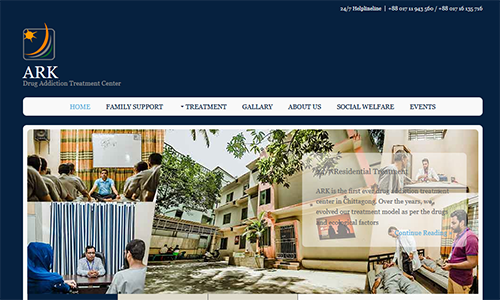 24/7 Helplineline | +88 017 11 943 560 / +88 017 16 135 716
ARK
Drug Addiction Treatment Center
HOME FAMILY SUPPORT TREATMENT GALLARY ABOUT US SOCIAL WELFARE EVENTS
24/7 Residential Treatment
ARK is the first ever drug addiction treatment
center in Chittagong. Over the years, we
evolved our treatment model as per the drugs
and ecological factors
Continue Reading